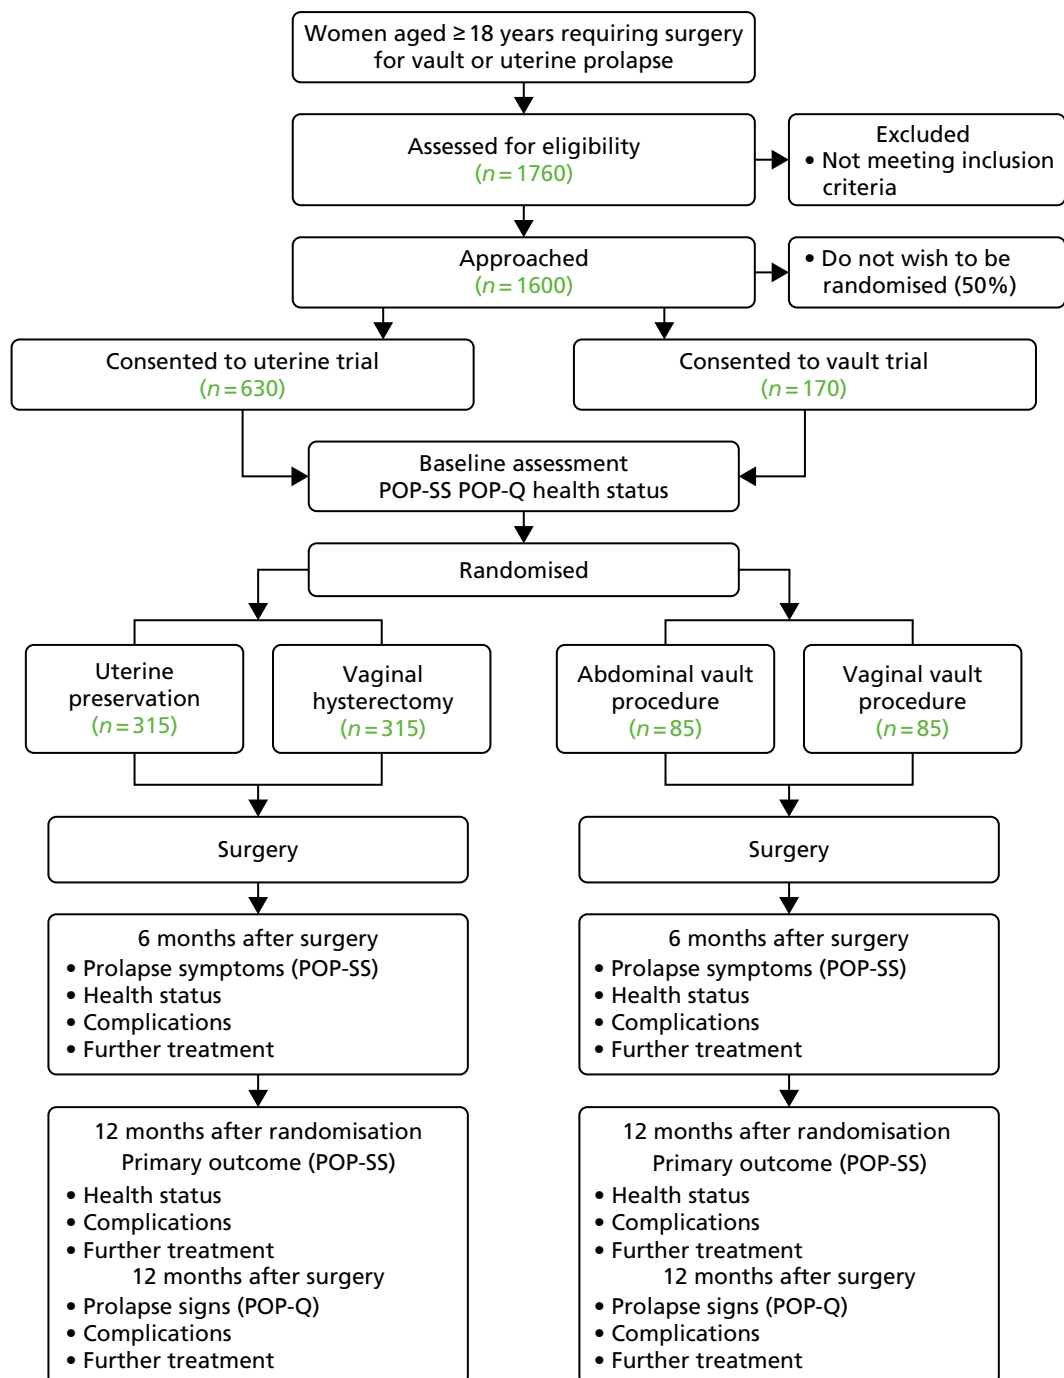 Women aged ≥ 18 years requiring surgery
for vault or uterine prolapse
Assessed for eligibility
(n = 1760)
Excluded
• Not meeting inclusion
criteria
Approached
(n = 1600)
• Do not wish to be
randomised (50%)
Consented to uterine trial
(n = 630)
Consented to vault trial
(n = 170)
Baseline assessment
POP-SS POP-Q health status
Randomised
Uterine
preservation
(n = 315)
Vaginal
hysterectomy
(n = 315)
Abdominal vault
procedure
(n = 85)
Vaginal vault
procedure
(n = 85)
Surgery
Surgery
6 months after surgery
• Prolapse symptoms (POP-SS)
• Health status
• Complications
• Further treatment
6 months after surgery
• Prolapse symptoms (POP-SS)
• Health status
• Complications
• Further treatment
12 months after randomisation
Primary outcome (POP-SS)
• Health status
• Complications
• Further treatment
12 months after surgery
• Prolapse signs (POP-Q)
• Complications
• Further treatment
12 months after randomisation
Primary outcome (POP-SS)
• Health status
• Complications
• Further treatment
12 months after surgery
• Prolapse signs (POP-Q)
• Complications
• Further treatment